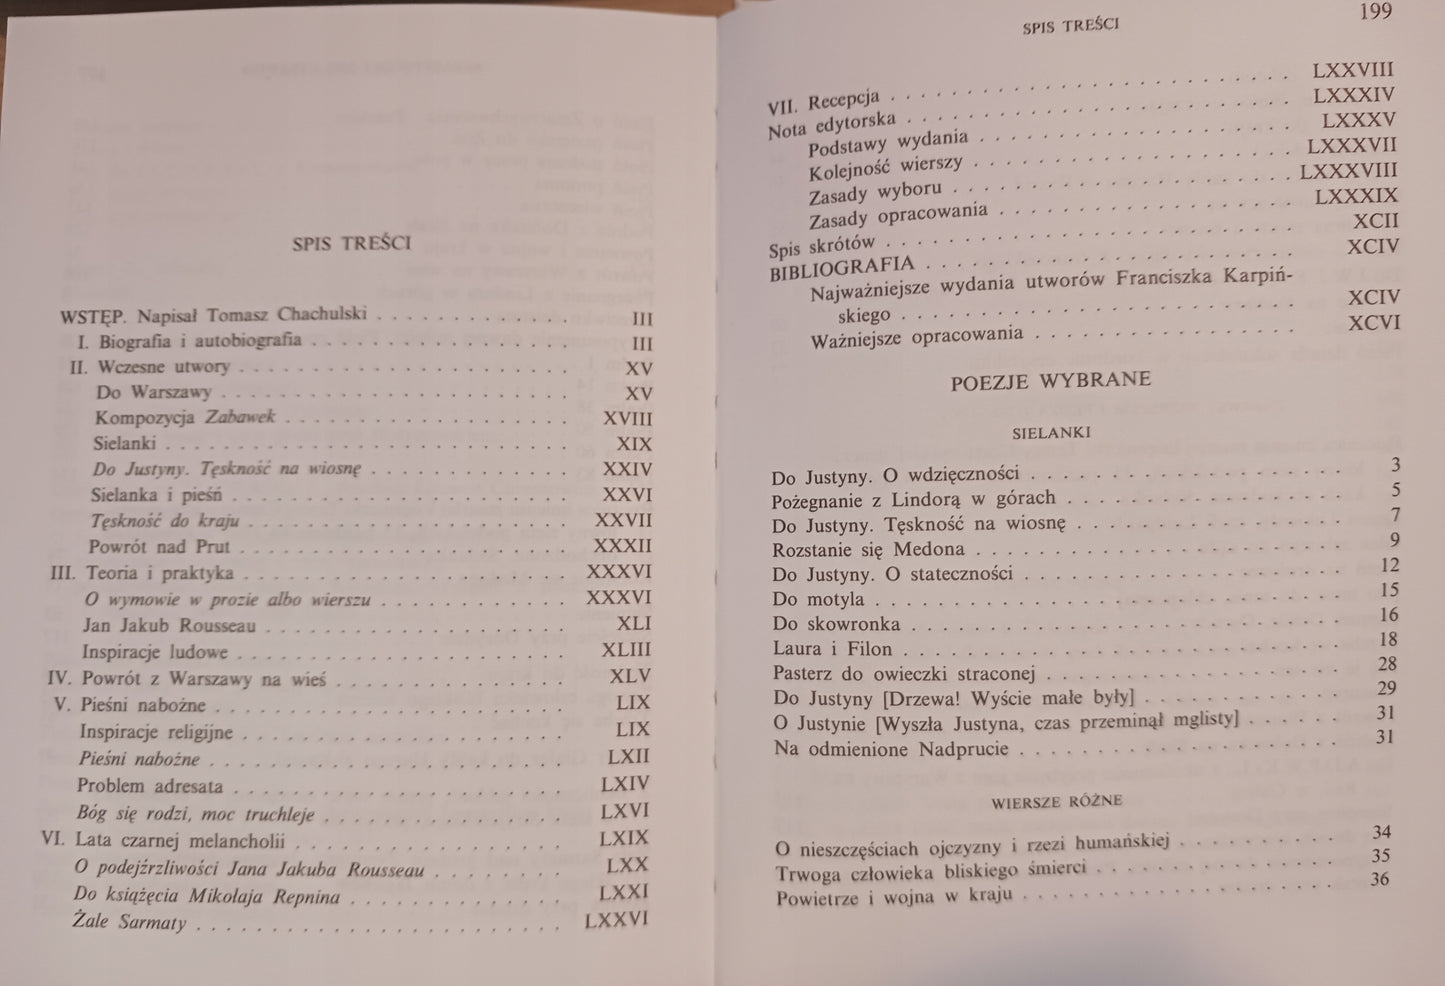 SPIS TREŚCI
WSTĘP. Napisał Tomasz Chachulski . . . . . . . . . . . III
I. Biografia i autobiografia . . . . . . . . . . . . . . III
II. Wczesne utwory . . . . . . . . . . . . . . . . . . XV
Do Warszawy . . . . . . . . . . . . . . . . . . . XV
Kompozycja Zabawek . . . . . . . . . . . . . . . XVIII
Sielanki . . . . . . . . . . . . . . . . . . . . . . XIX
Do Justyny. Tęskność na wiosnę . . . . . . . . . . . XXIV
Sielanka i pieśń . . . . . . . . . . . . . . . . . . XXVI
Tęskność do kraju . . . . . . . . . . . . . . . . . XXVII
Powrót nad Prut . . . . . . . . . . . . . . . . . . XXXII
III. Teoria i praktyka . . . . . . . . . . . . . . . . . . XXXVI
O wymowie w prozie albo wierszu . . . . . . . . . . XXXVI
Jan Jakub Rousseau . . . . . . . . . . . . . . . . . XLI
Inspiracje ludowe . . . . . . . . . . . . . . . . . . XLIII
IV. Powrót z Warszawy na wieś . . . . . . . . . . . . . XLV
V. Pieśni nabożne . . . . . . . . . . . . . . . . . . . LIX
Inspiracje religijne . . . . . . . . . . . . . . . . . . LIX
Pieśni nabożne . . . . . . . . . . . . . . . . . . . LXII
Problem adresata . . . . . . . . . . . . . . . . . . LXIV
Bóg się rodzi, moc truchleje . . . . . . . . . . . . . LXVI
VI. Lata czarnej melancholii . . . . . . . . . . . . . . . LXIX
O podejźrzliwości Jana Jakuba Rousseau . . . . . . . LXX
Do książęcia Mikołaja Repnina . . . . . . . . . . . . LXXI
Żale Sarmaty . . . . . . . . . . . . . . . . . . . . LXXVI
SPIS TREŚCI 199
VII. Recepcja . . . . . . . . . . . . . . . . . . . . . . LXXVIII
Nota edytorska . . . . . . . . . . . . . . . . . . . . . LXXXIV
Podstawy wydania . . . . . . . . . . . . . . . . . LXXXV
Kolejność wierszy . . . . . . . . . . . . . . . . . LXXXVII
Zasady wyboru . . . . . . . . . . . . . . . . . . LXXXVIII
Zasady opracowania . . . . . . . . . . . . . . . . LXXXIX
Spis skrótów . . . . . . . . . . . . . . . . . . . . . . XCII
BIBLIOGRAFIA . . . . . . . . . . . . . . . . . . . . XCIV
Najważniejsze wydania utworów Franciszka Karpiń-
skiego . . . . . . . . . . . . . . . . . . . . . XCIV
Ważniejsze opracowania . . . . . . . . . . . . . . XCVI
POEZJE WYBRANE
SIELANKI
Do Justyny. O wdzięczności . . . . . . . . . . . . . . . . 3
Pożegnanie z Lindorą w górach . . . . . . . . . . . . . . . 5
Do Justyny. Tęskność na wiosnę . . . . . . . . . . . . . . 7
Rozstanie się Medona . . . . . . . . . . . . . . . . . . . 9
Do Justyny. O stateczności . . . . . . . . . . . . . . . . . 12
Do motyla . . . . . . . . . . . . . . . . . . . . . . . . . 15
Do skowronka . . . . . . . . . . . . . . . . . . . . . . . 16
Laura i Filon . . . . . . . . . . . . . . . . . . . . . . . . 18
Pasterz do owieczki straconej . . . . . . . . . . . . . . . . 28
Do Justyny [Drzewa! Wyście małe były] . . . . . . . . . . . 29
O Justynie [Wyszła Justyna, czas przeminął mglisty] . . . . . 31
Na odmienione Nadprucie . . . . . . . . . . . . . . . . . 31
WIERSZE RÓŻNE
O nieszczęściach ojczyzny i rzezi humańskiej . . . . . . . . . 34
Trwoga człowieka bliskiego śmierci . . . . . . . . . . . . . 35
Powietrze i wojna w kraju . . . . . . . . . . . . . . . . . 36